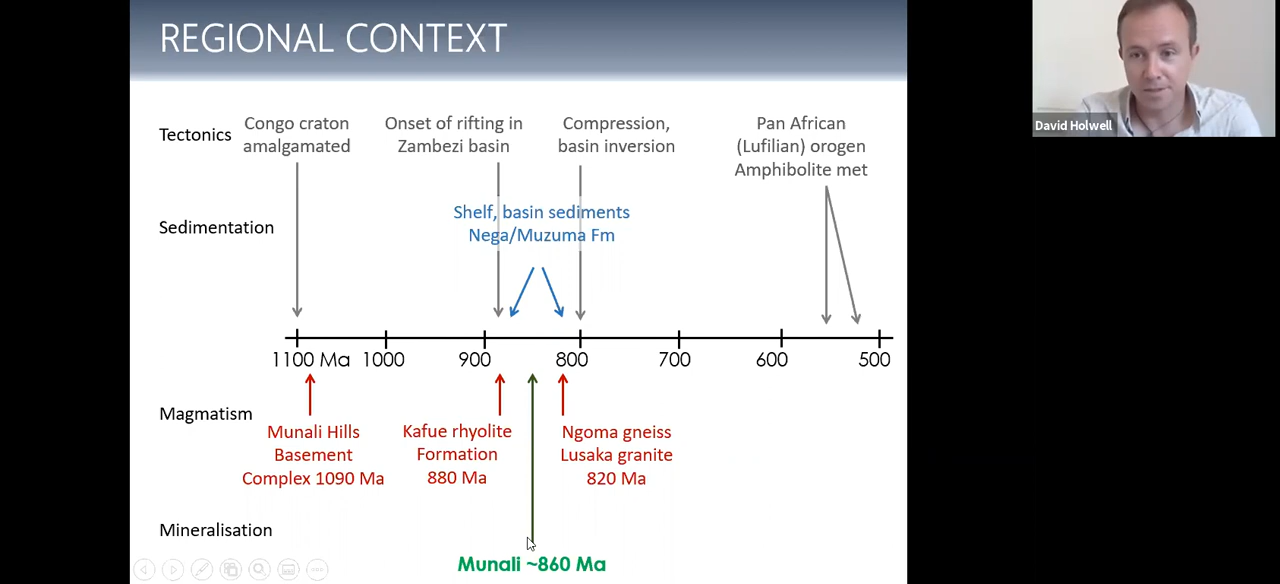 REGIONAL CONTEXT
David Holwell
Tectonics
Congo craton
amalgamated
Onset of rifting in
Zambezi basin
Compression,
basin inversion
Pan African
(Lufilian) orogen
Amphibolite met
Sedimentation
Shelf, basin sediments
Nega/Muzuma Fm
1100 Ma 1000 900 800 700 600 500
Magmatism
Munali Hills
Basement
Complex 1090 Ma
Kafue rhyolite
Formation
880 Ma
Ngoma gneiss
Lusaka granite
820 Ma
Mineralisation
Munali ~860 Ma